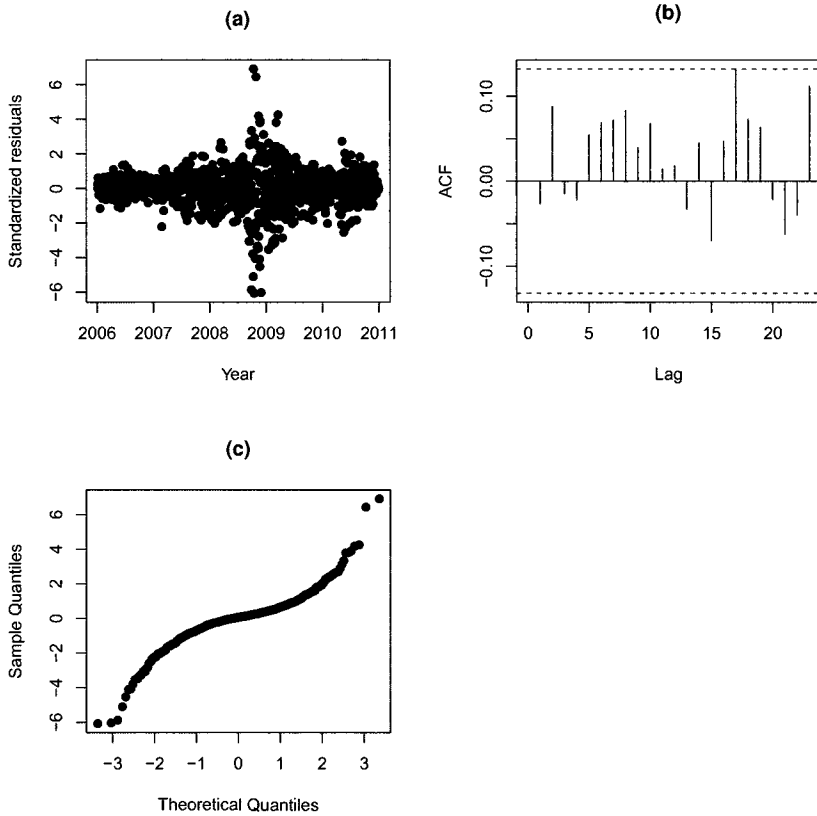 (a)
Standardized residuals
6
4
2
0
−2
−4
−6
2006 2007 2008 2009 2010 2011
Year
(b)
ACF
0.10
0.00
−0.10
0 5 10 15 20
Lag
(c)
Sample Quantiles
6
4
2
0
−2
−4
−6
−3 −2 −1 0 1 2 3
Theoretical Quantiles